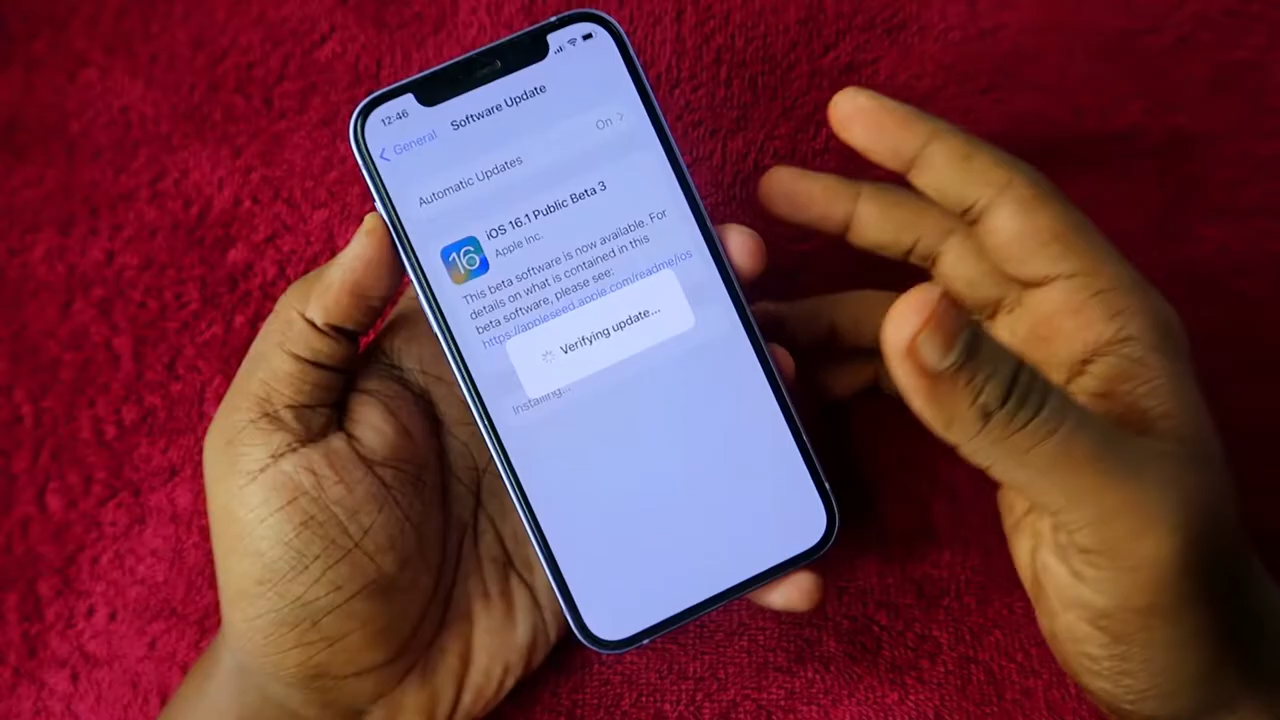 12:46
General
Software Update
Automatic Updates
On
16
iOS 16.1 Public Beta 3
Apple Inc.
This beta software is now available. For
details on what is contained in this
beta software, please see:
https://appleseed.apple.com/readme/ios
Verifying update...
Installing...